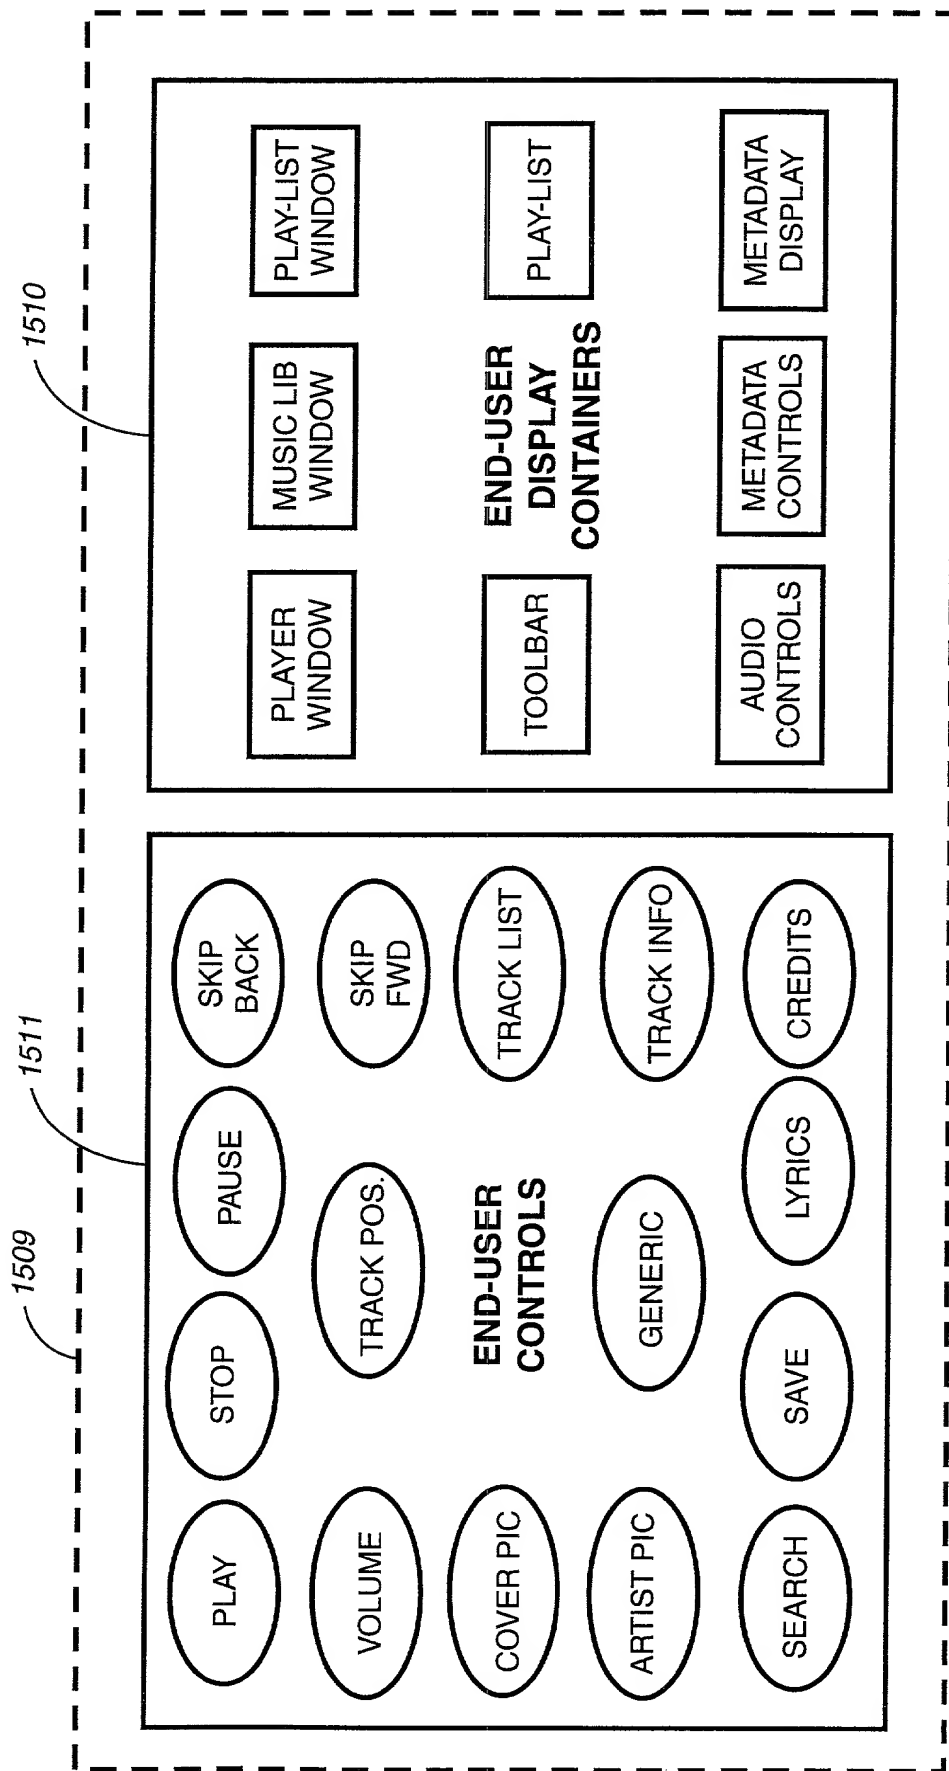 1509
1511
1510
PLAY
STOP
PAUSE
SKIP
BACK
VOLUME
TRACK POS.
SKIP
FWD
COVER PIC
END-USER
CONTROLS
TRACK LIST
ARTIST PIC
GENERIC
TRACK INFO
SEARCH
SAVE
LYRICS
CREDITS
PLAYER
WINDOW
MUSIC LIB
WINDOW
PLAY-LIST
WINDOW
TOOLBAR
END-USER
DISPLAY
CONTAINERS
PLAY-LIST
AUDIO
CONTROLS
METADATA
CONTROLS
METADATA
DISPLAY